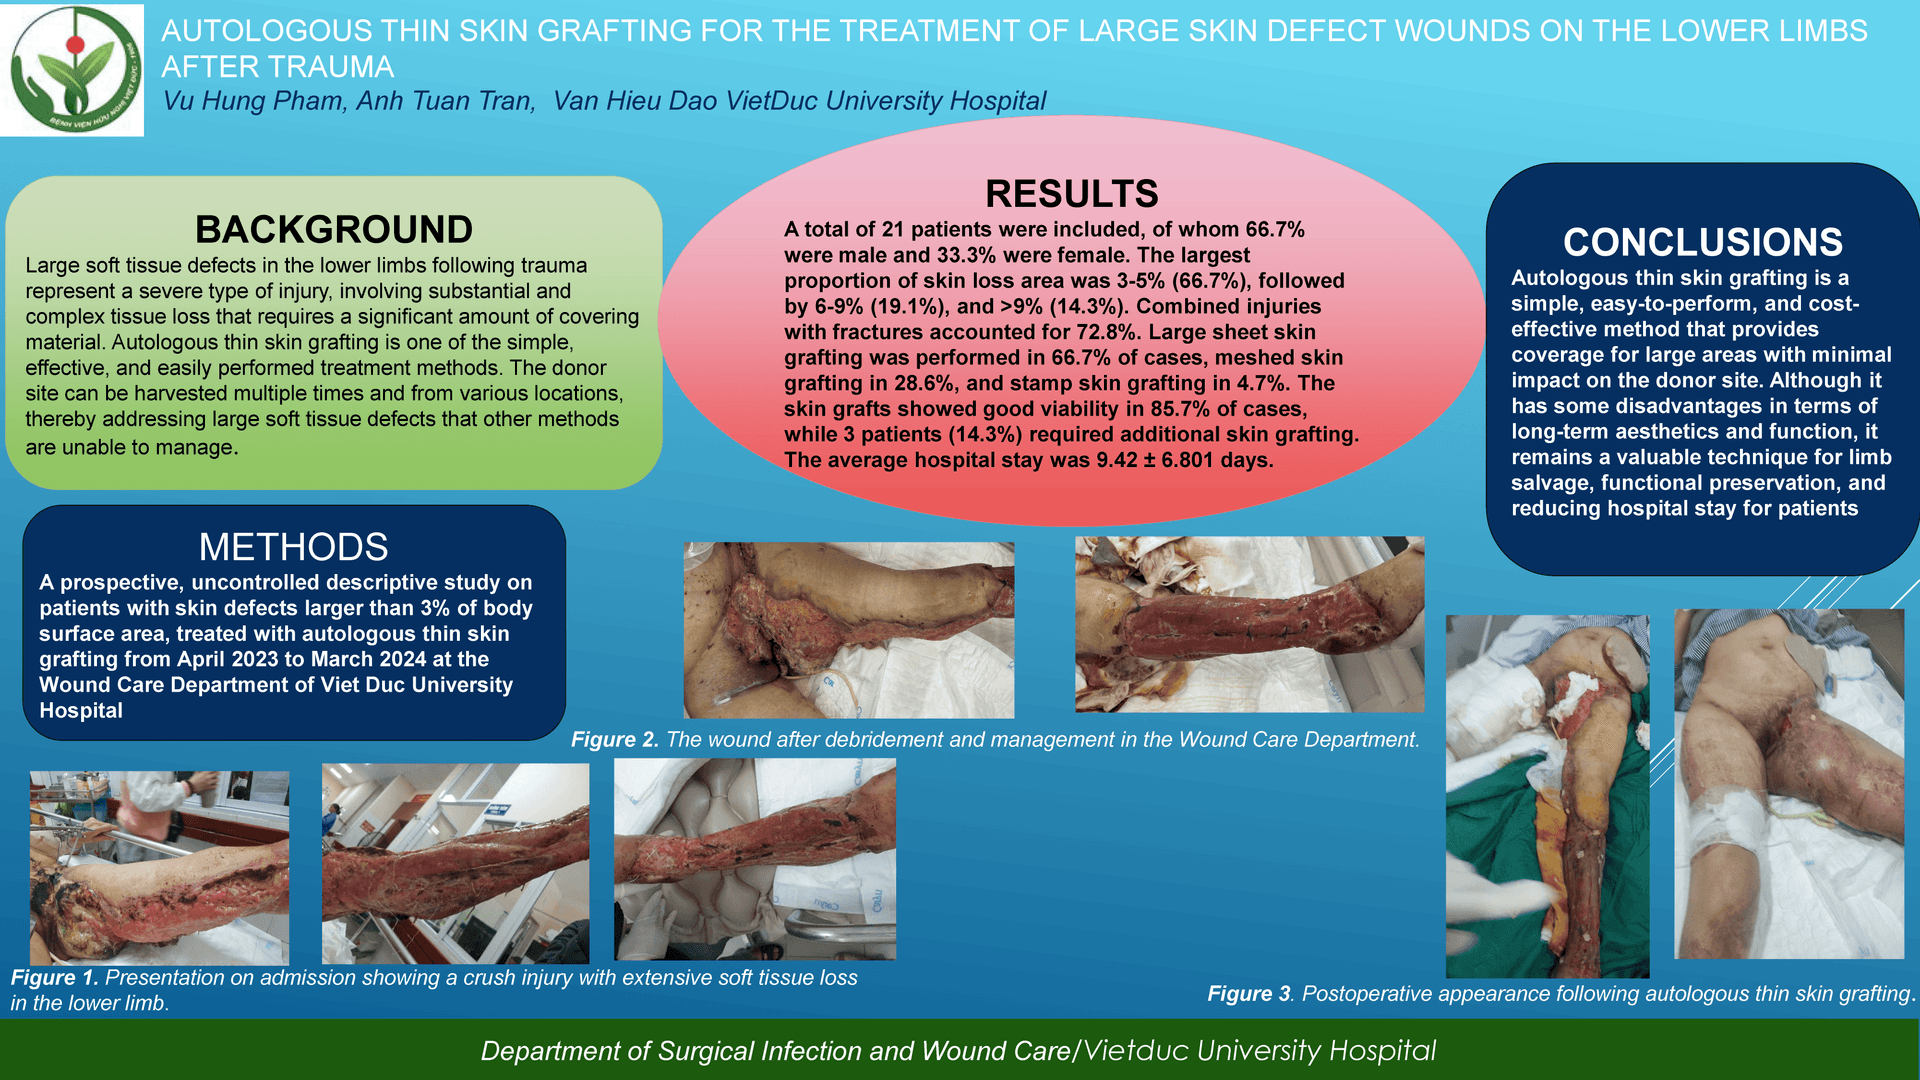 AUTOLOGOUS THIN SKIN GRAFTING FOR THE TREATMENT OF LARGE SKIN DEFECT WOUNDS ON THE LOWER LIMBS
AFTER TRAUMA
Vu Hung Pham, Anh Tuan Tran, Van Hieu Dao VietDuc University Hospital
BỆNH VIỆN HỮU NGHỊ VIỆT ĐỨC - 1906
BACKGROUND
Large soft tissue defects in the lower limbs following trauma
represent a severe type of injury, involving substantial and
complex tissue loss that requires a significant amount of covering
material. Autologous thin skin grafting is one of the simple,
effective, and easily performed treatment methods. The donor
site can be harvested multiple times and from various locations,
thereby addressing large soft tissue defects that other methods
are unable to manage.
METHODS
A prospective, uncontrolled descriptive study on
patients with skin defects larger than 3% of body
surface area, treated with autologous thin skin
grafting from April 2023 to March 2024 at the
Wound Care Department of Viet Duc University
Hospital
RESULTS
A total of 21 patients were included, of whom 66.7%
were male and 33.3% were female. The largest
proportion of skin loss area was 3-5% (66.7%), followed
by 6-9% (19.1%), and >9% (14.3%). Combined injuries
with fractures accounted for 72.8%. Large sheet skin
grafting was performed in 66.7% of cases, meshed skin
grafting in 28.6%, and stamp skin grafting in 4.7%. The
skin grafts showed good viability in 85.7% of cases,
while 3 patients (14.3%) required additional skin grafting.
The average hospital stay was 9.42 ± 6.801 days.
CONCLUSIONS
Autologous thin skin grafting is a
simple, easy-to-perform, and cost-
effective method that provides
coverage for large areas with minimal
impact on the donor site. Although it
has some disadvantages in terms of
long-term aesthetics and function, it
remains a valuable technique for limb
salvage, functional preservation, and
reducing hospital stay for patients
Figure 2. The wound after debridement and management in the Wound Care Department.
Figure 1. Presentation on admission showing a crush injury with extensive soft tissue loss
in the lower limb.
Figure 3. Postoperative appearance following autologous thin skin grafting.
Department of Surgical Infection and Wound Care/Vietduc University Hospital